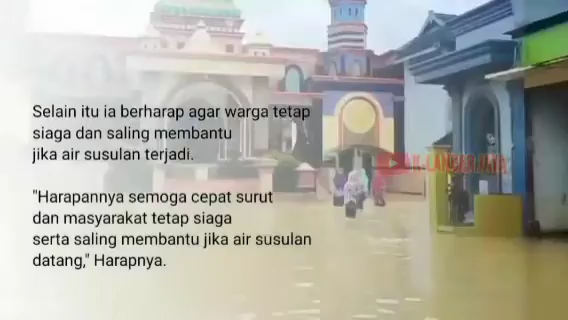 Selain itu ia berharap agar warga tetap
siaga dan saling membantu
jika air susulan terjadi.
"Harapannya semoga cepat surut
dan masyarakat tetap siaga
serta saling membantu jika air susulan
datang," Harapnya.